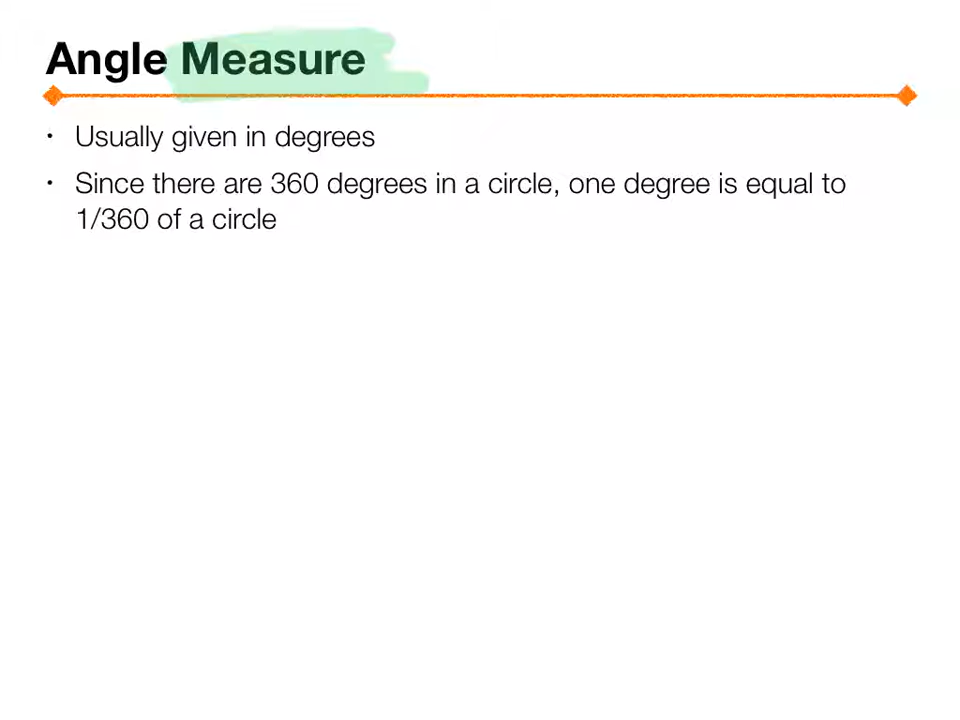 Angle Measure
• Usually given in degrees
• Since there are 360 degrees in a circle, one degree is equal to
1/360 of a circle